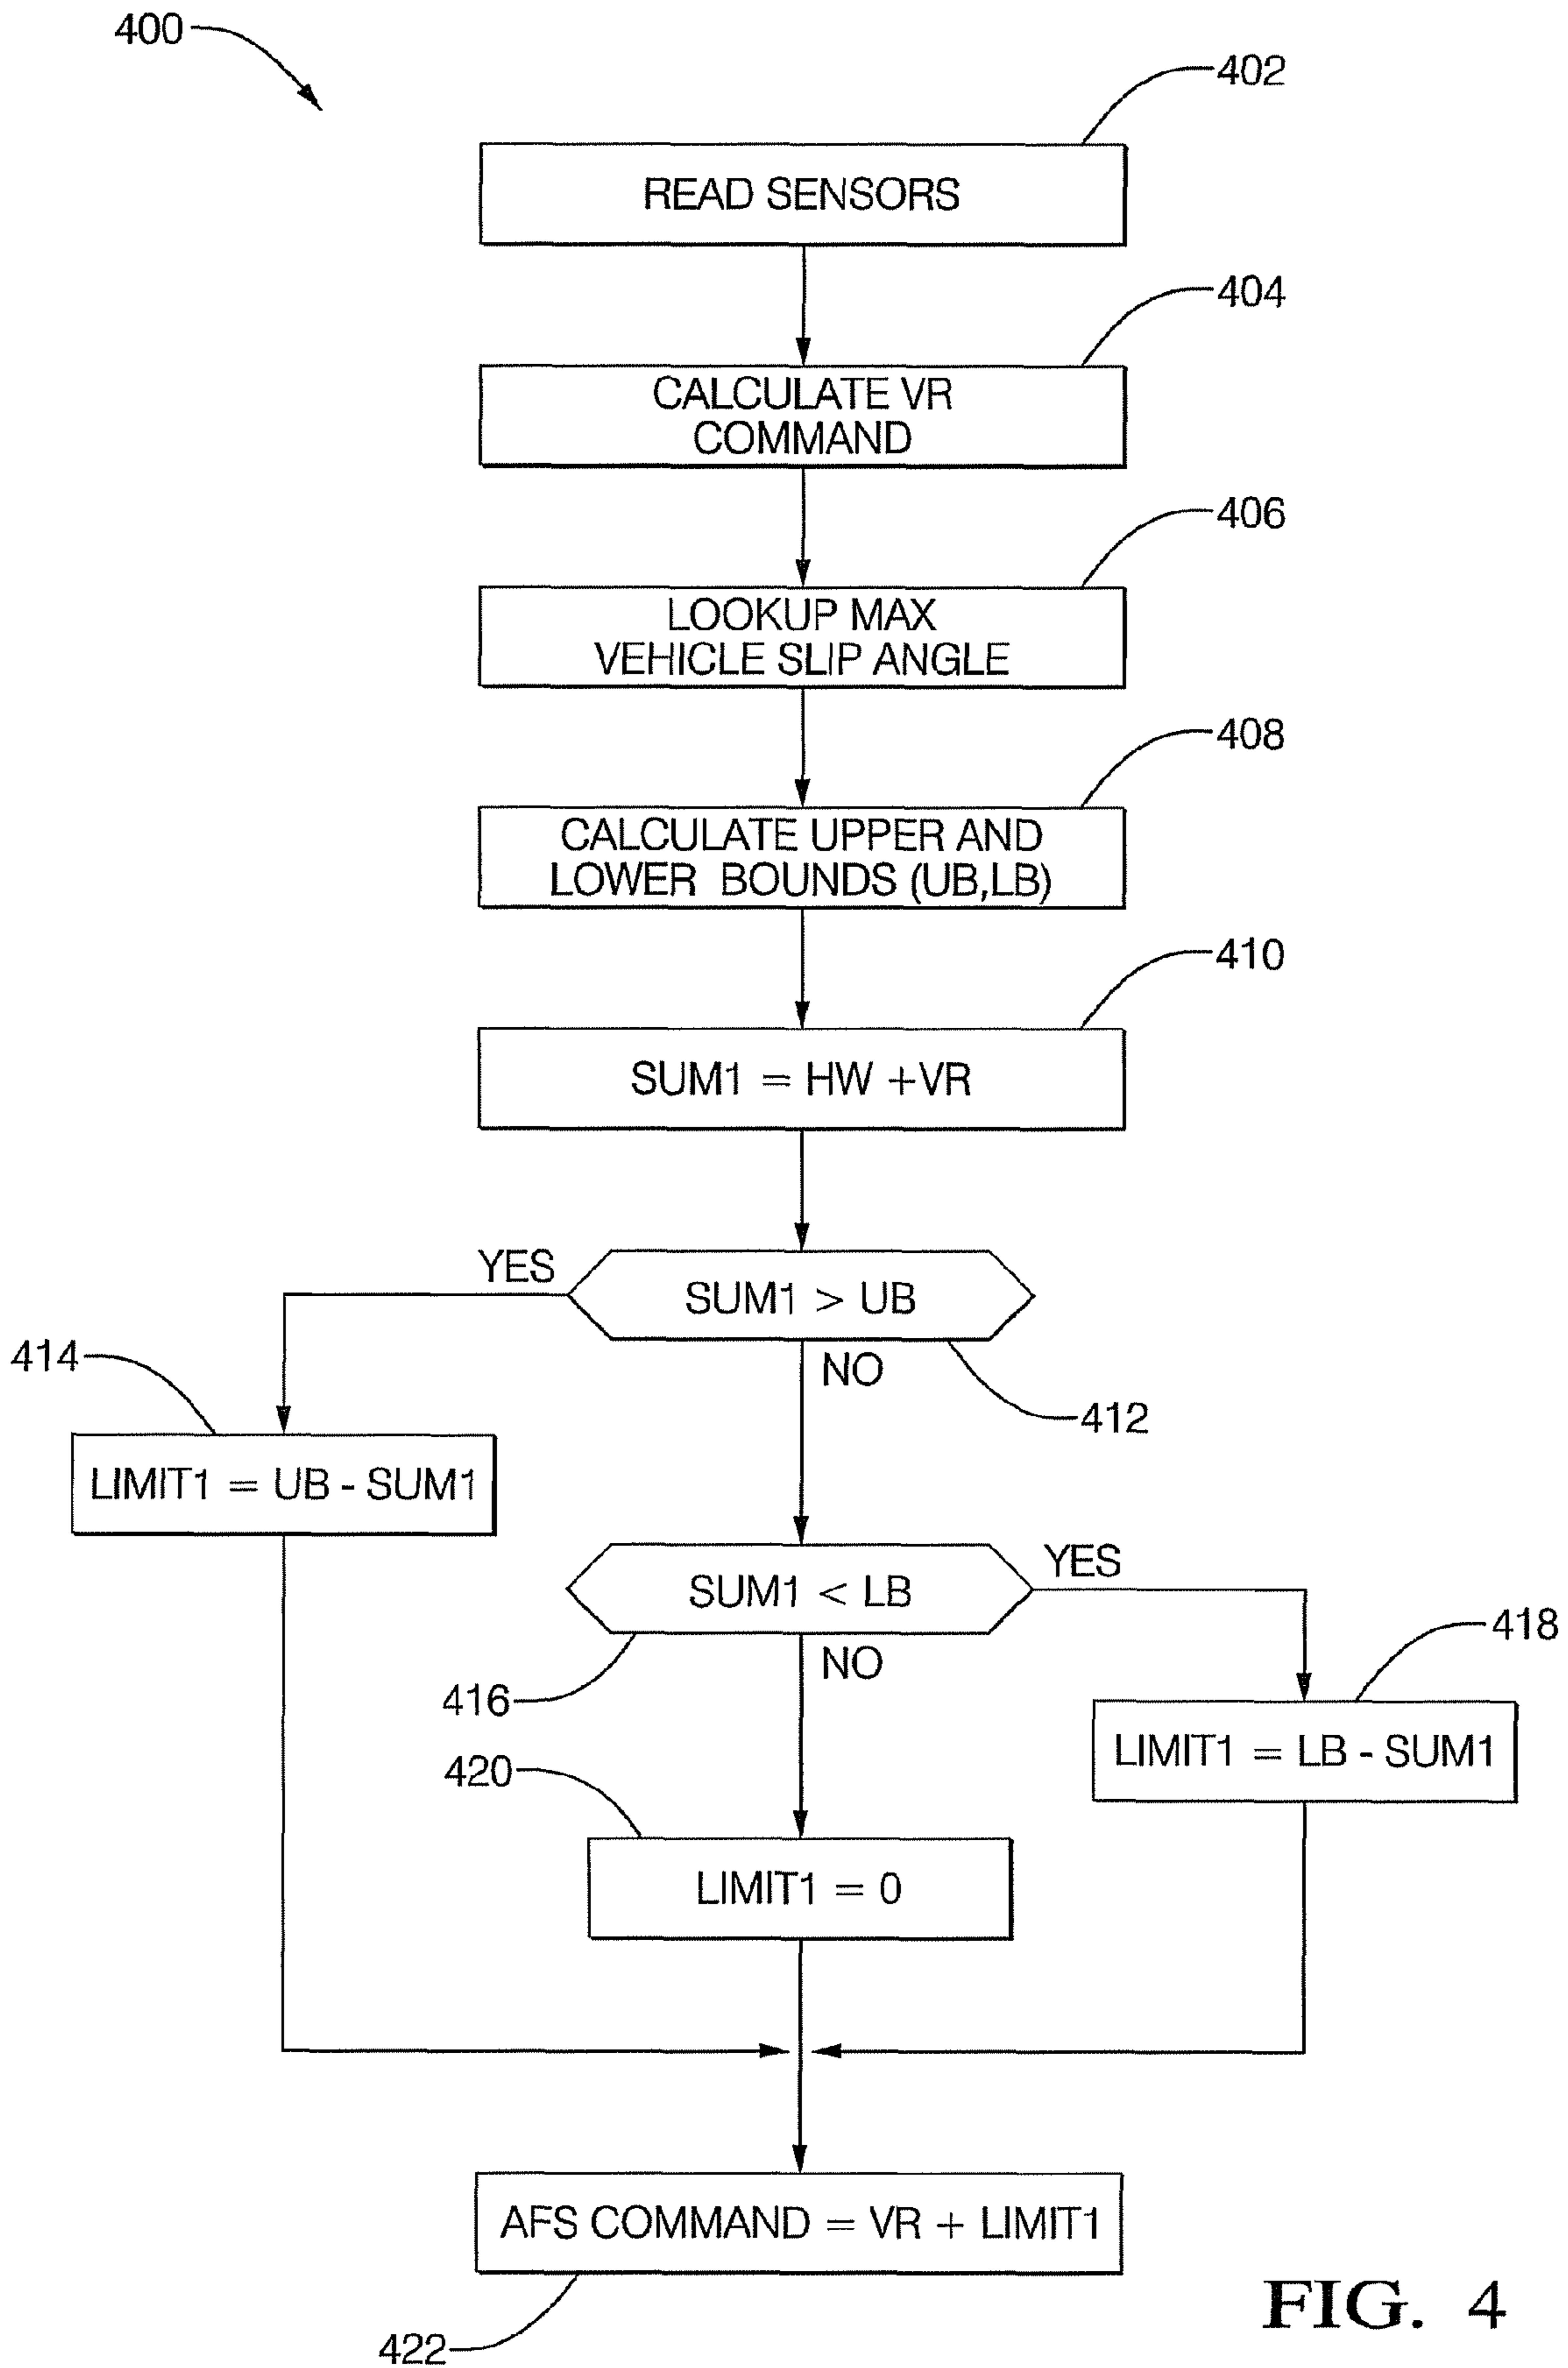 400
402
READ SENSORS
404
CALCULATE VR
COMMAND
406
LOOKUP MAX
VEHICLE SLIP ANGLE
408
CALCULATE UPPER AND
LOWER BOUNDS (UB,LB)
410
SUM1 = HW +VR
YES
SUM1 > UB
414
NO
412
LIMIT1 = UB - SUM1
YES
SUM1 < LB
418
NO
416
LIMIT1 = LB - SUM1
420
LIMIT1 = 0
AFS COMMAND = VR + LIMIT1
FIG. 4
422